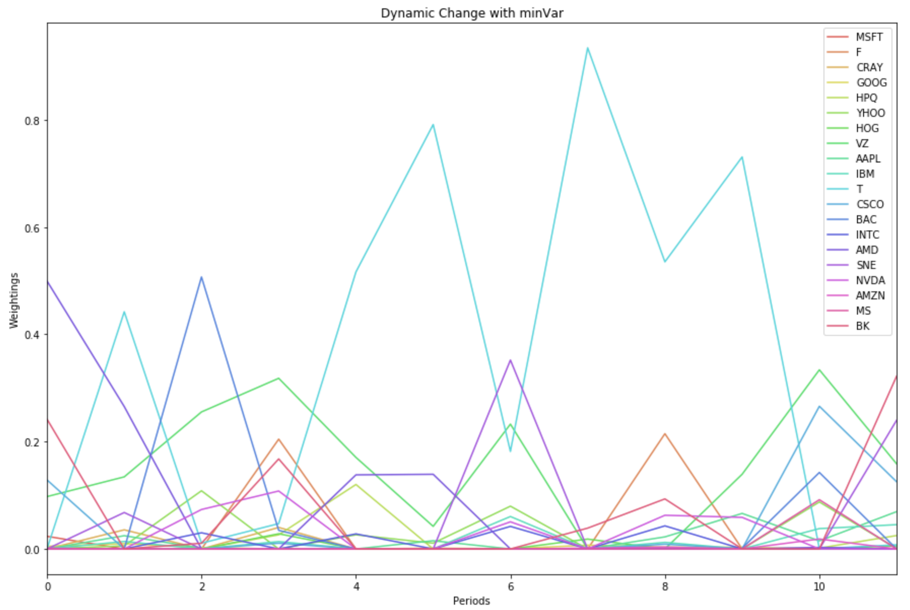 Dynamic Change with minVar
MSFT
F
CRAY
GOOG
HPQ
YHOO
HOG
VZ
AAPL
IBM
T
CSCO
BAC
INTC
AMD
SNE
NVDA
AMZN
MS
BK
Weightings
0.8
0.6
0.4
0.2
0.0
0 2 4 6 8 10
Periods